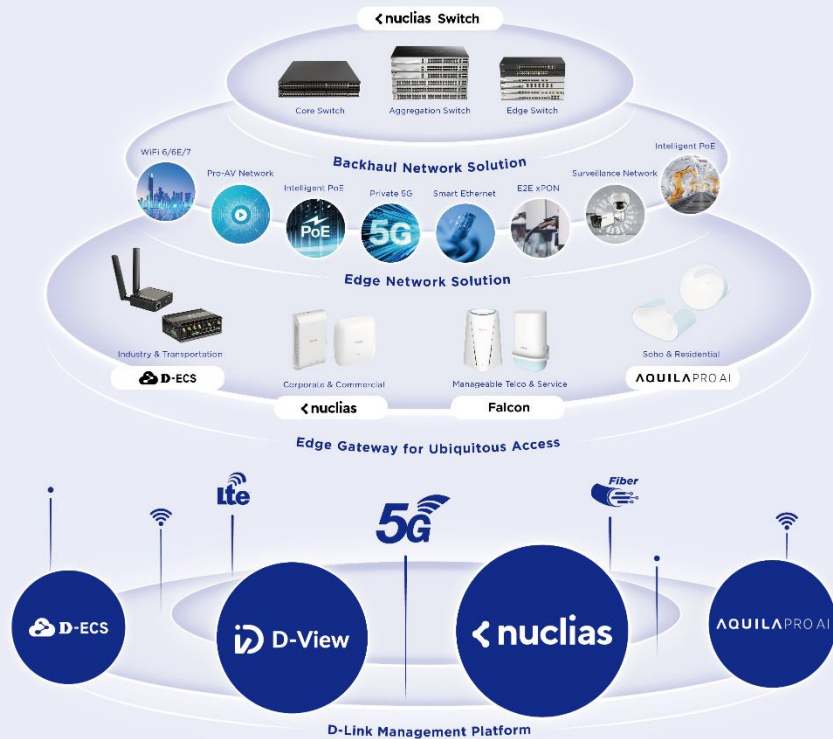 nuclias Switch
Core Switch
Aggregation Switch
Edge Switch
Backhaul Network Solution
WiFi 6/6E/7
Pro-AV Network
Intelligent PoE
Private 5G
Smart Ethernet
E2E xPON
Surveillance Network
Intelligent PoE
PoE
5G
Edge Network Solution
Industry & Transportation
D-ECS
Corporate & Commercial
nuclias
Manageable Telco & Service
Falcon
Soho & Residential
AQUILA PRO AI
Edge Gateway for Ubiquitous Access
Lte
5G
Fiber
D-ECS
D-View
nuclias
AQUILA PRO AI
D-Link Management Platform